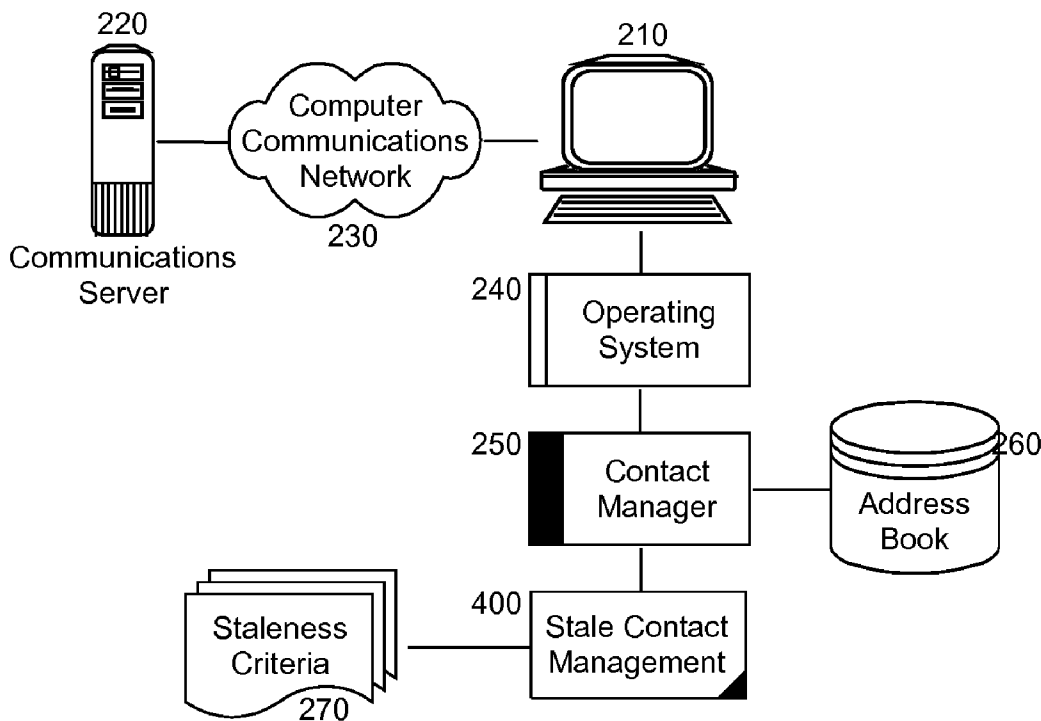 220
210
Computer
Communications
Network
230
Communications
Server
240
Operating
System
250
Contact
Manager
260
Address
Book
400
Stale Contact
Management
Staleness
Criteria
270